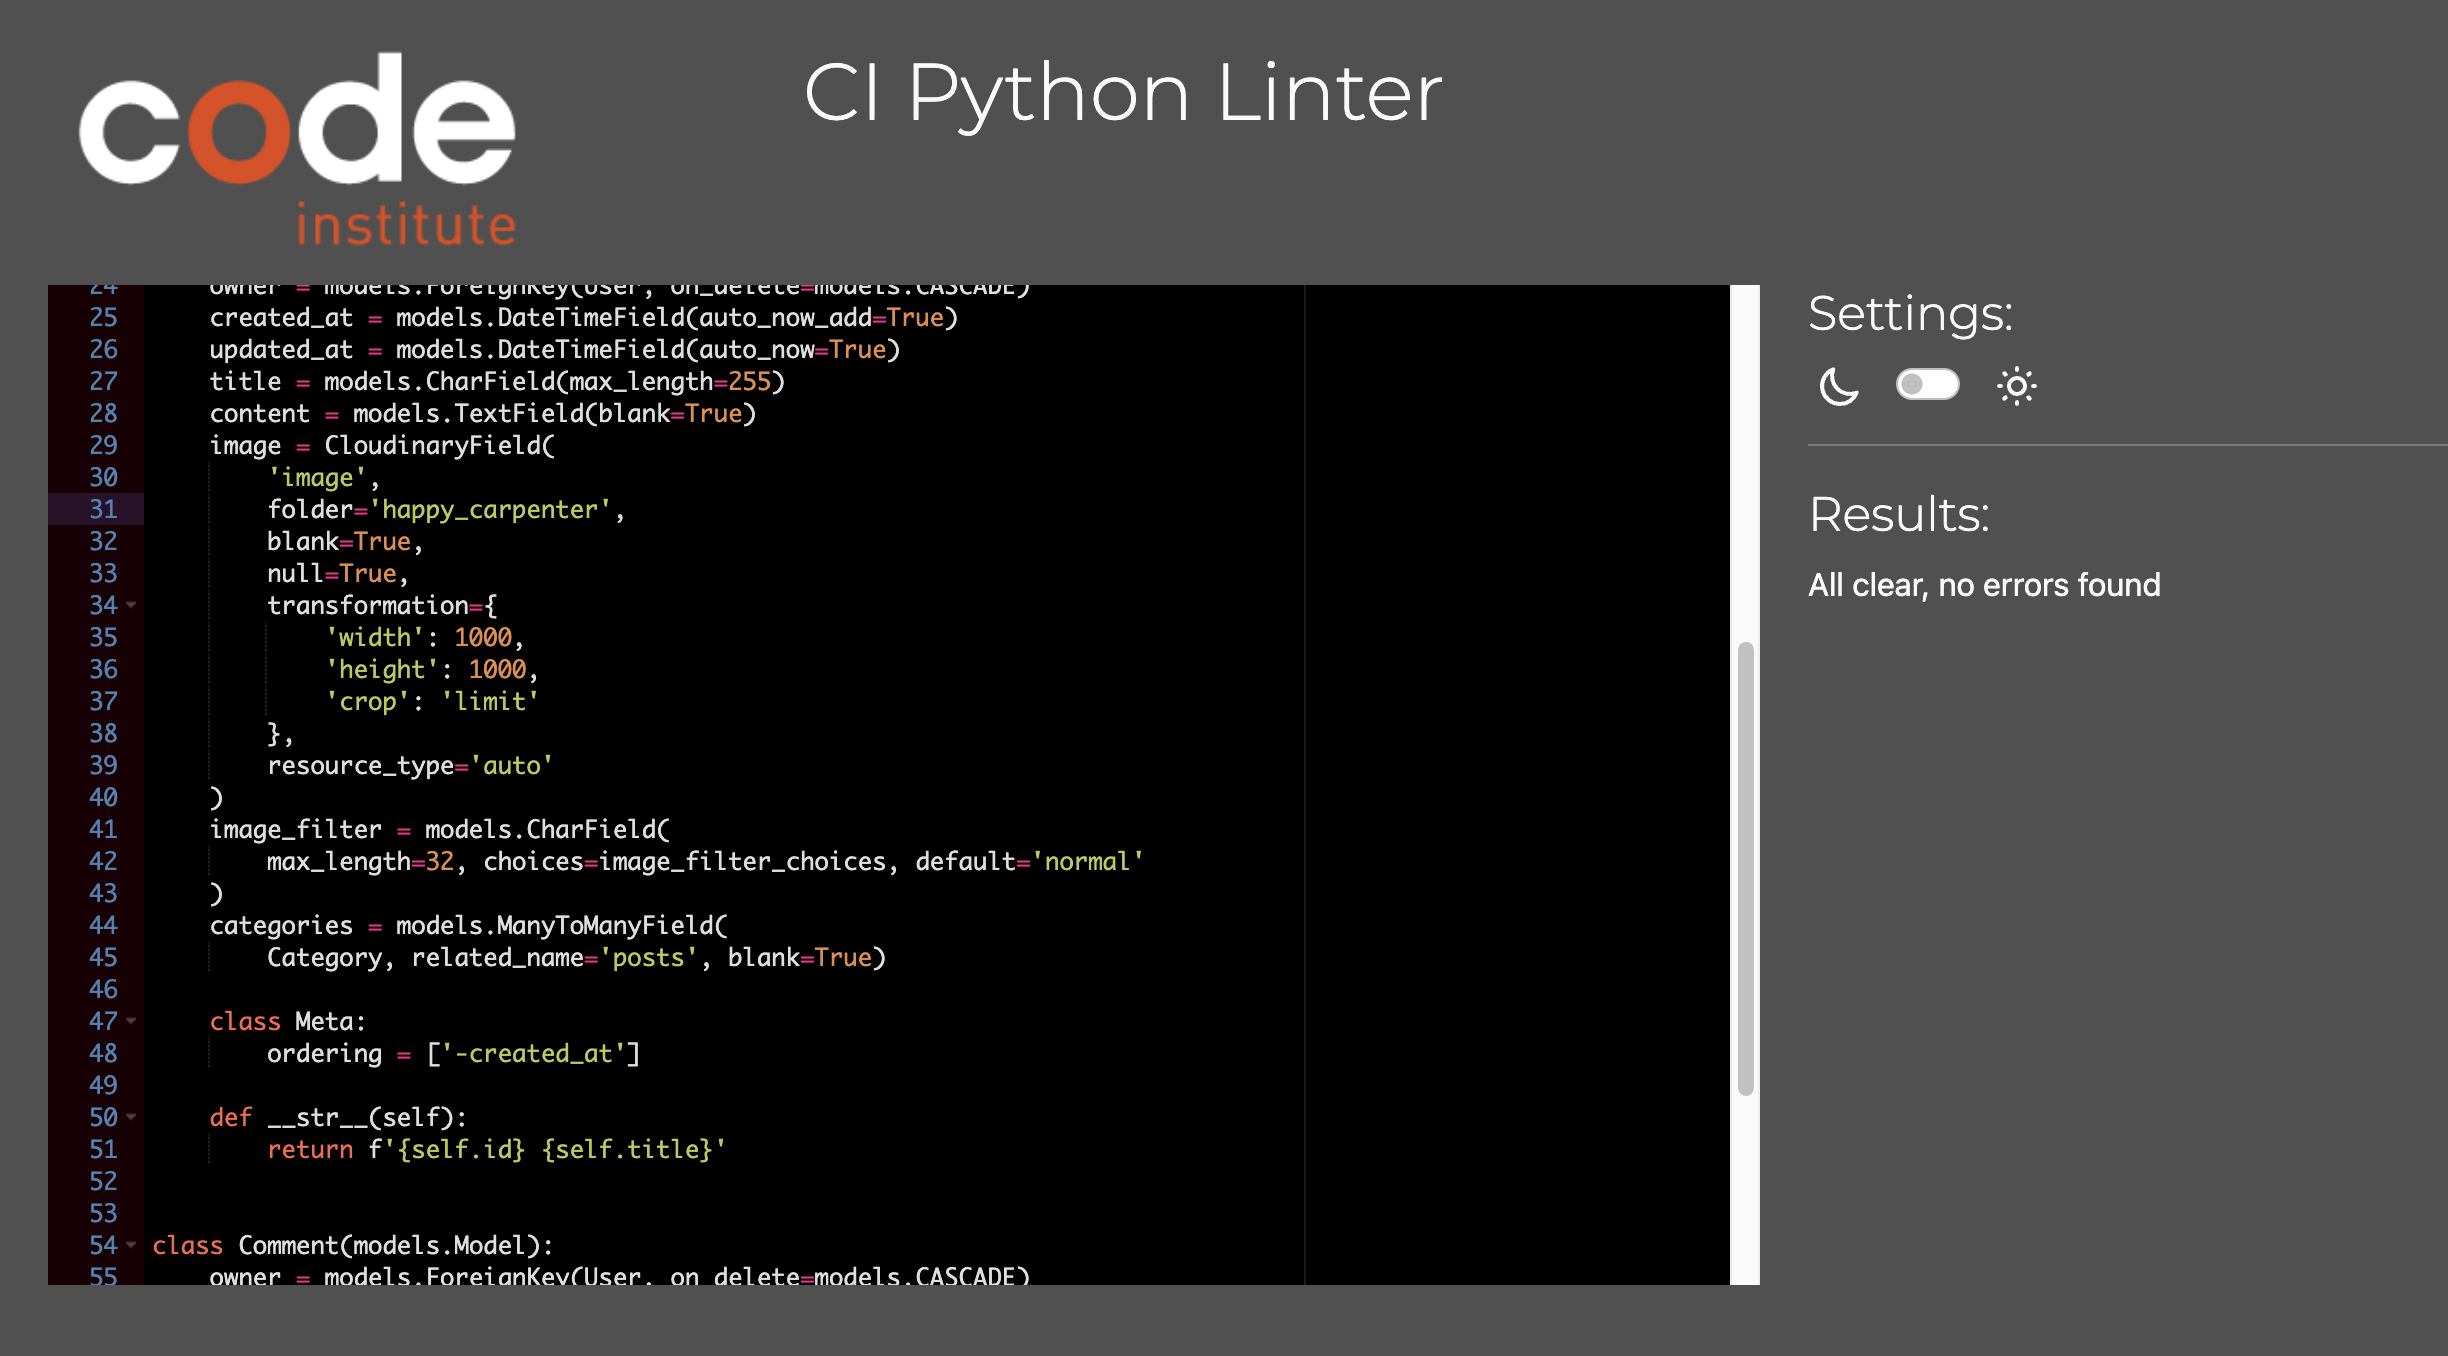 code
institute
CI Python Linter
24 owner = models.ForeignKey(User, on_delete=models.CASCADE)
25 created_at = models.DateTimeField(auto_now_add=True)
26 updated_at = models.DateTimeField(auto_now=True)
27 title = models.CharField(max_length=255)
28 content = models.TextField(blank=True)
29 image = CloudinaryField(
30 'image',
31 folder='happy_carpenter',
32 blank=True,
33 null=True,
34 transformation={
35 'width': 1000,
36 'height': 1000,
37 'crop': 'limit'
38 },
39 resource_type='auto'
40 )
41 image_filter = models.CharField(
42 max_length=32, choices=image_filter_choices, default='normal'
43 )
44 categories = models.ManyToManyField(
45 Category, related_name='posts', blank=True)
46
47 class Meta:
48 ordering = ['-created_at']
49
50 def __str__(self):
51 return f'{self.id} {self.title}'
52
53
54 class Comment(models.Model):
55 owner = models.ForeignKey(User, on_delete=models.CASCADE)
Settings:
Results:
All clear, no errors found